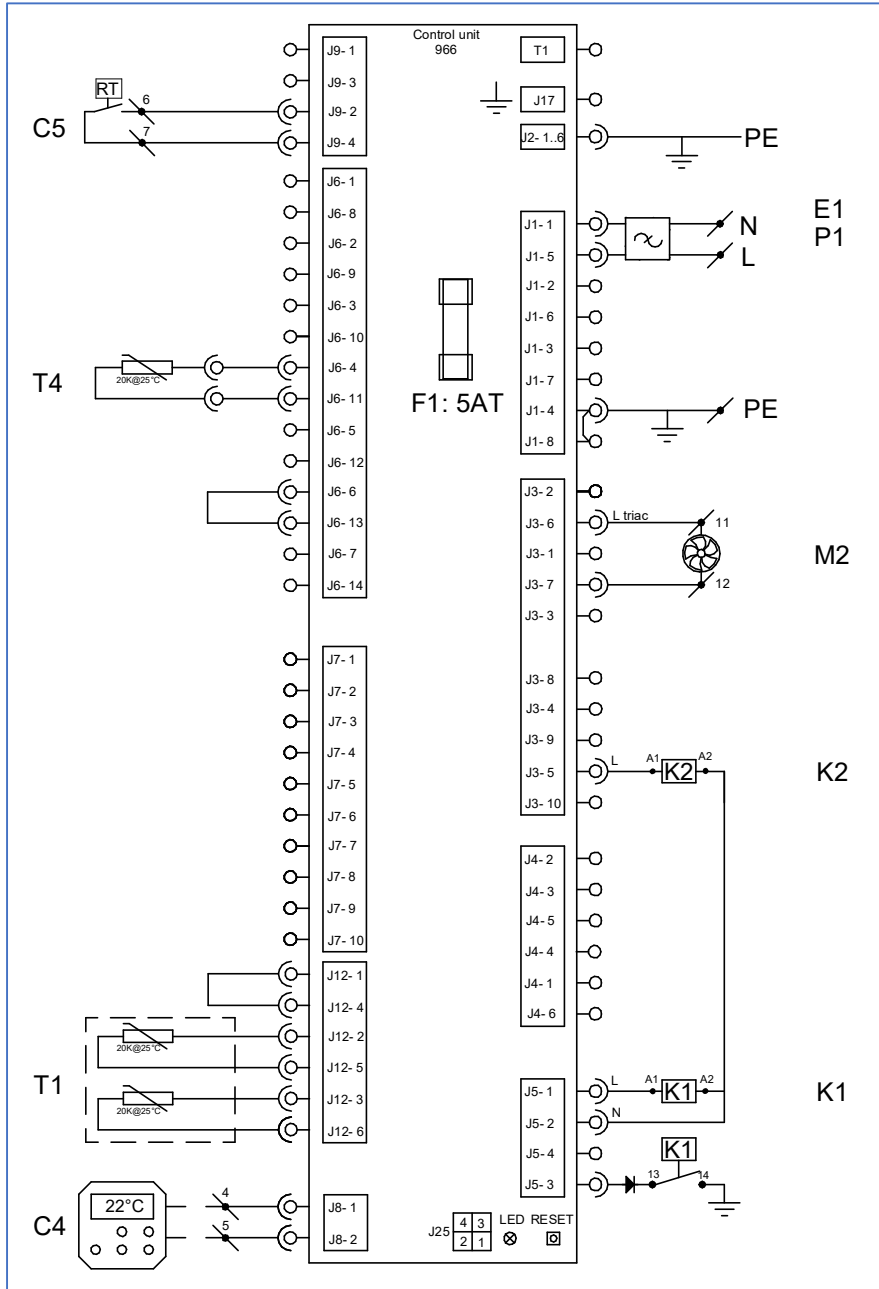 Control unit
966
J9- 1
J9- 3
J9- 2
J9- 4
RT
6
7
C5
J6- 1
J6- 8
J6- 2
J6- 9
J6- 3
J6- 10
J6- 4
J6- 11
J6- 5
J6- 12
J6- 6
J6- 13
J6- 7
J6- 14
T4
20K@25°C
J7- 1
J7- 2
J7- 3
J7- 4
J7- 5
J7- 6
J7- 7
J7- 8
J7- 9
J7- 10
J12- 1
J12- 4
J12- 2
J12- 5
J12- 3
J12- 6
T1
20K@25°C
20K@25°C
C4
22°C
4
5
J8- 1
J8- 2
F1: 5AT
T1
J17
J2- 1..6
PE
J1- 1
J1- 5
J1- 2
J1- 6
J1- 3
J1- 7
J1- 4
J1- 8
N
L
E1
P1
PE
J3- 2
J3- 6
J3- 1
J3- 7
J3- 3
J3- 8
J3- 4
J3- 9
J3- 5
J3- 10
L triac
11
12
M2
L
A1
K2
A2
K2
J4- 2
J4- 3
J4- 5
J4- 4
J4- 1
J4- 6
J5- 1
J5- 2
J5- 4
J5- 3
L
A1
K1
A2
K1
N
K1
13
14
J25
4 3
2 1
LED
RESET